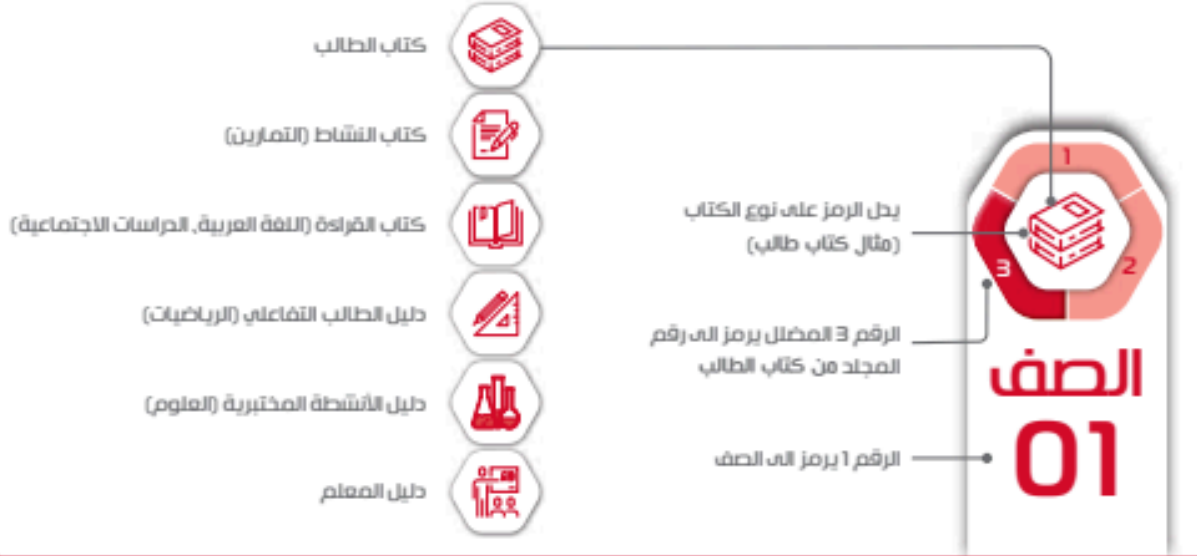 1
2
3
الصف
01
يدل الرمز على نوع الكتاب
(مثال كتاب طالب)
الرقم 3 المضلل يرمز الى رقم
المجلد من كتاب الطالب
الرقم 1 يرمز الى الصف
كتاب الطالب
كتاب النشاط (التمارين)
كتاب القراءة (اللغة العربية, الدراسات الاجتماعية)
دليل الطالب التفاعلي (الرياضيات)
دليل الأنشطة المختبرية (العلوم)
دليل المعلم